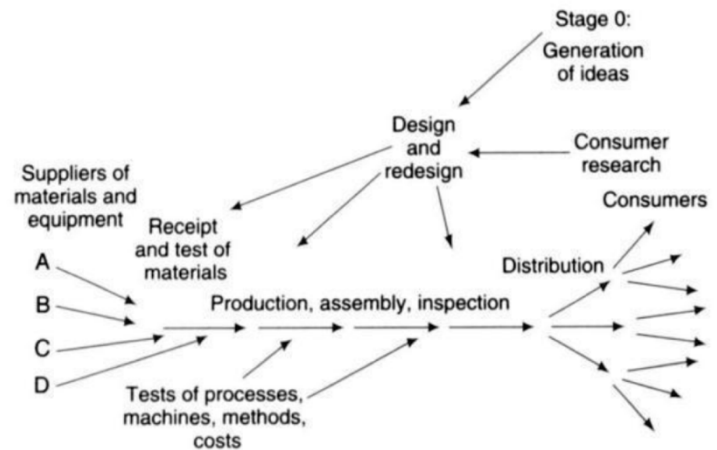 Stage 0:
Generation
of ideas
Design
and
redesign
Consumer
research
Suppliers of
materials and
equipment
Consumers
Receipt
and test of
materials
A
B
C
D
Distribution
Production, assembly, inspection
Tests of processes,
machines, methods,
costs